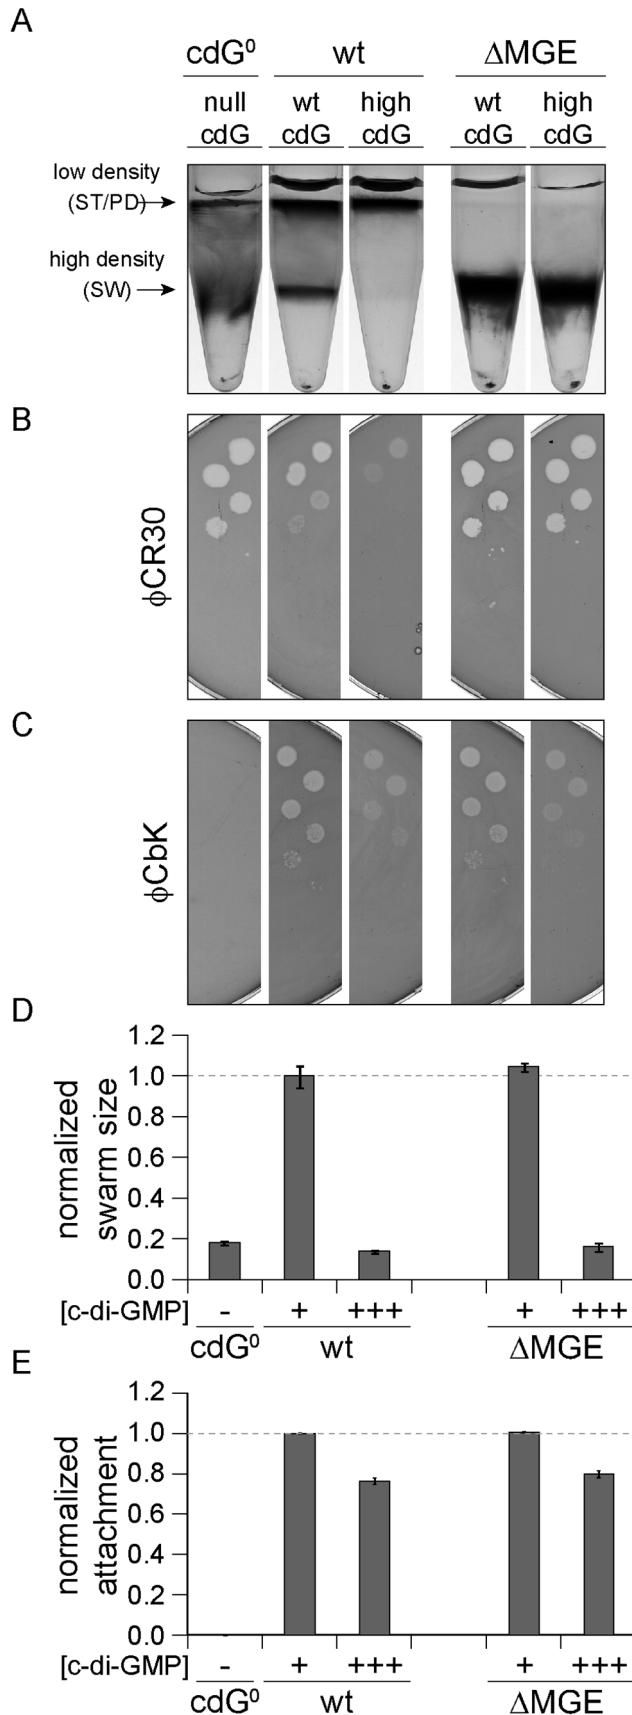 A
cdG⁰ wt ΔMGE
null wt high wt high
cdG cdG cdG cdG cdG
low density
(ST/PD)
high density
(SW)
B
ϕCR30
C
ϕCbK
D
normalized
swarm size
1.2
1.0
0.8
0.6
0.4
0.2
0.0
[c-di-GMP] - + +++ + +++
cdG⁰ wt ΔMGE
E
normalized
attachment
1.2
1.0
0.8
0.6
0.4
0.2
0.0
[c-di-GMP] - + +++ + +++
cdG⁰ wt ΔMGE